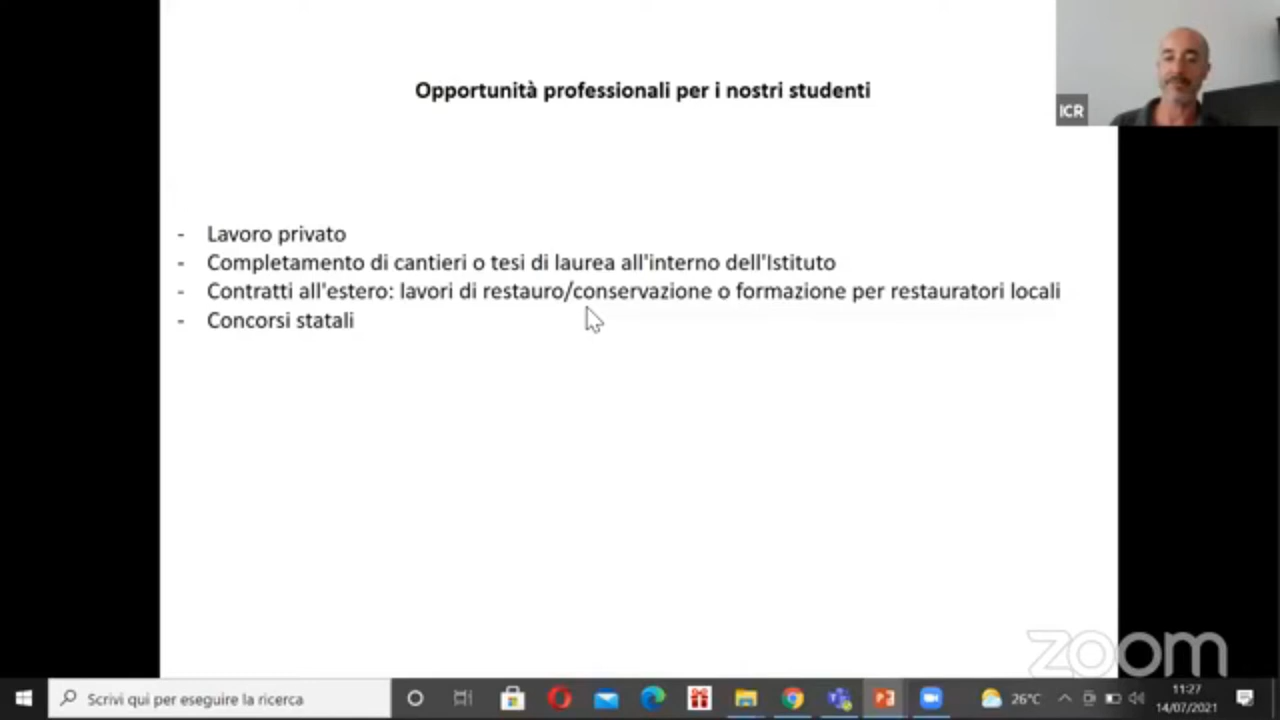 Opportunità professionali per i nostri studenti
ICR
- Lavoro privato
- Completamento di cantieri o tesi di laurea all'interno dell'Istituto
- Contratti all'estero: lavori di restauro/conservazione o formazione per restauratori locali
- Concorsi statali
zoom
Scrivi qui per eseguire la ricerca
26°C
11:27
14/07/2021